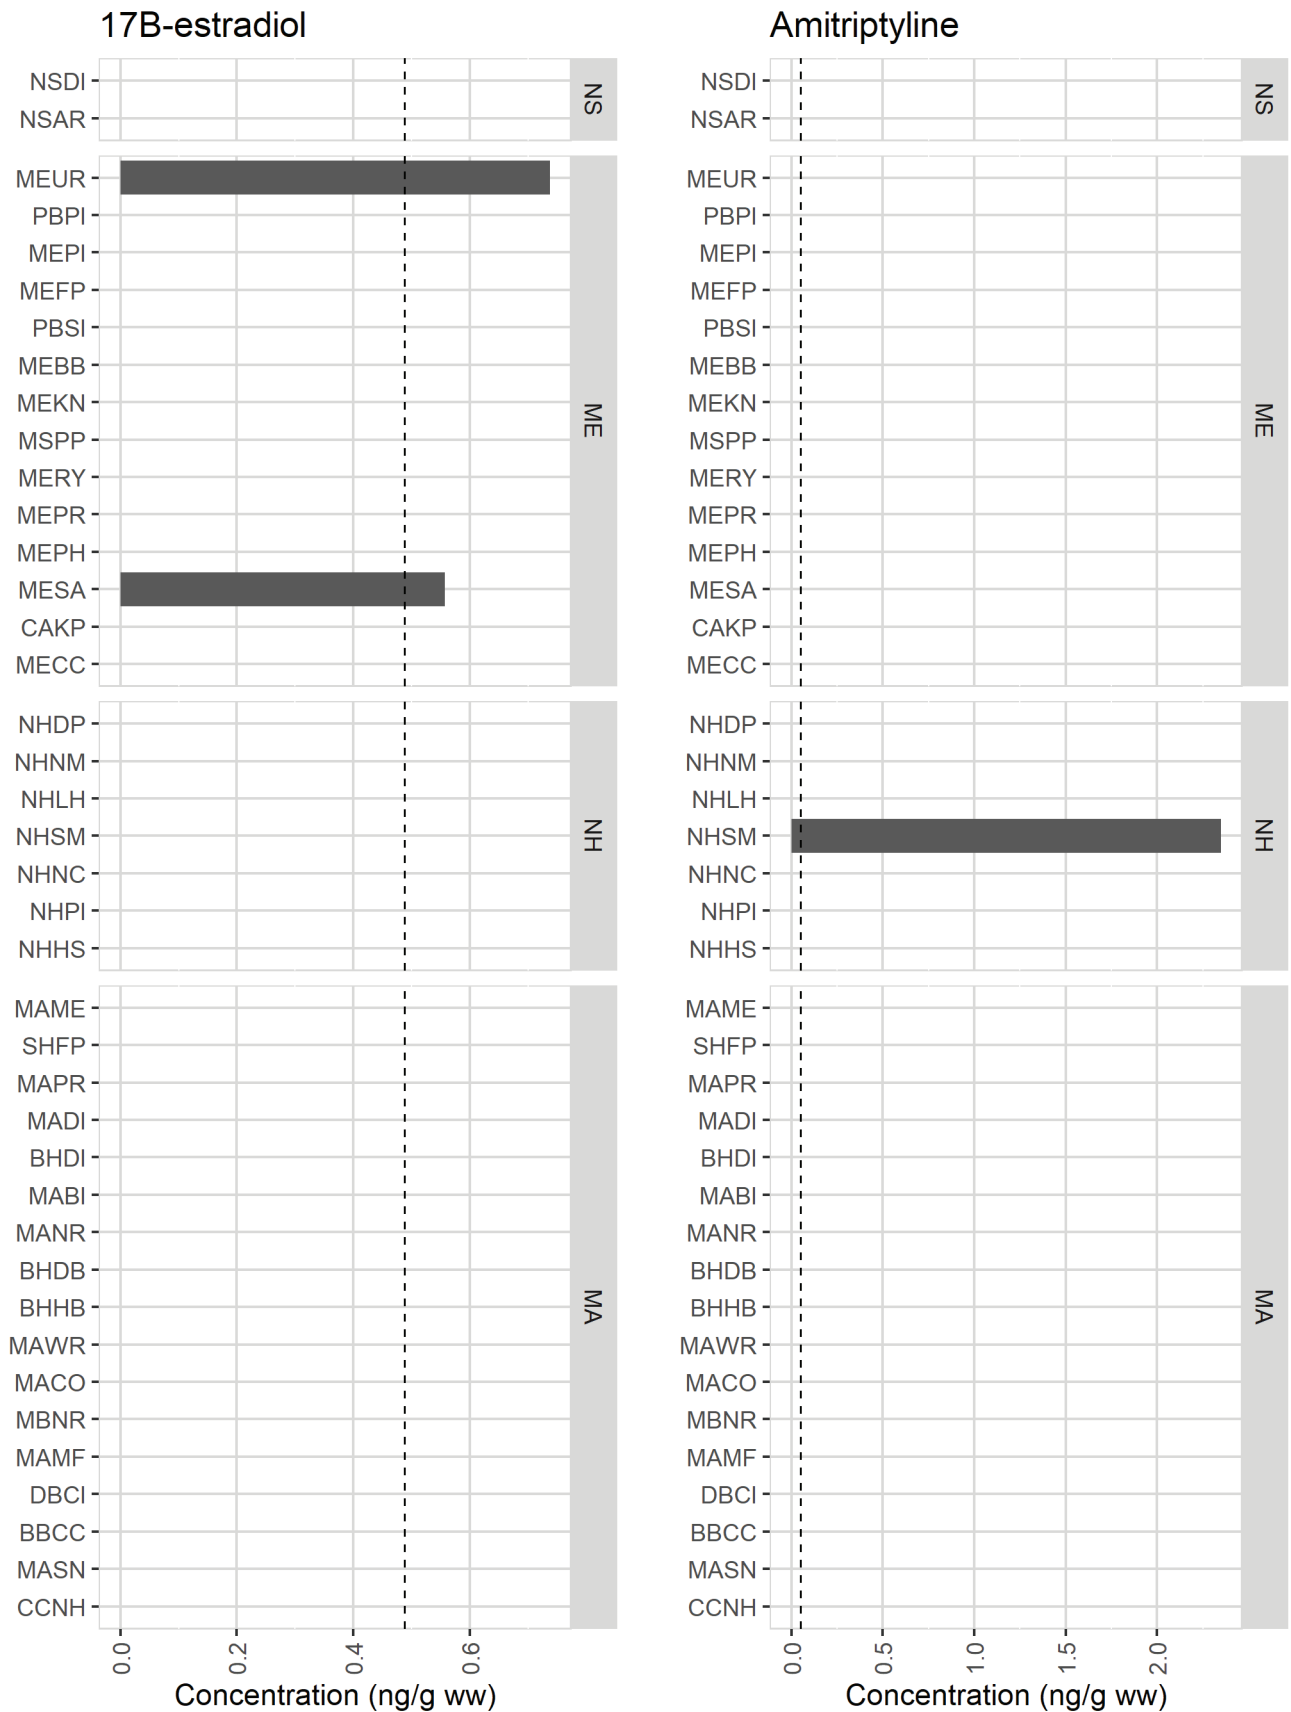 17B-estradiol
NSDI
NSAR
NS
MEUR
PBPI
MEPI
MEFP
PBSI
MEBB
MEKN
MSPP
MERY
MEPR
MEPH
MESA
CAKP
MECC
ME
NHDP
NHNM
NHLH
NHSM
NHNC
NHPI
NHHS
NH
MAME
SHFP
MAPR
MADI
BHDI
MABI
MANR
BHDB
BHHB
MAWR
MACO
MBNR
MAMF
DBCI
BBCC
MASN
CCNH
MA
0.0
0.2
0.4
0.6
Concentration (ng/g ww)
Amitriptyline
NSDI
NSAR
NS
MEUR
PBPI
MEPI
MEFP
PBSI
MEBB
MEKN
MSPP
MERY
MEPR
MEPH
MESA
CAKP
MECC
ME
NHDP
NHNM
NHLH
NHSM
NHNC
NHPI
NHHS
NH
MAME
SHFP
MAPR
MADI
BHDI
MABI
MANR
BHDB
BHHB
MAWR
MACO
MBNR
MAMF
DBCI
BBCC
MASN
CCNH
MA
0.0
0.5
1.0
1.5
2.0
Concentration (ng/g ww)